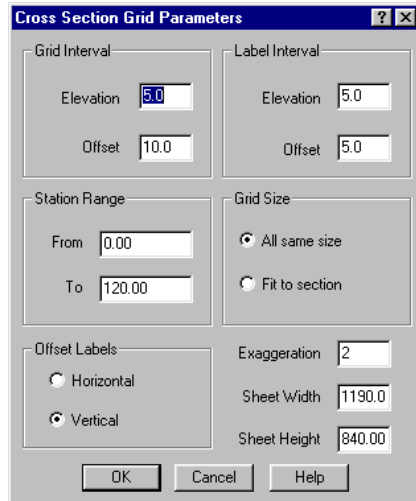 Cross Section Grid Parameters
Grid Interval
Elevation 5.0
Offset 10.0
Label Interval
Elevation 5.0
Offset 5.0
Station Range
From 0.00
To 120.00
Grid Size
All same size
Fit to section
Offset Labels
Horizontal
Vertical
Exaggeration 2
Sheet Width 1190.0
Sheet Height 840.00
OK Cancel Help